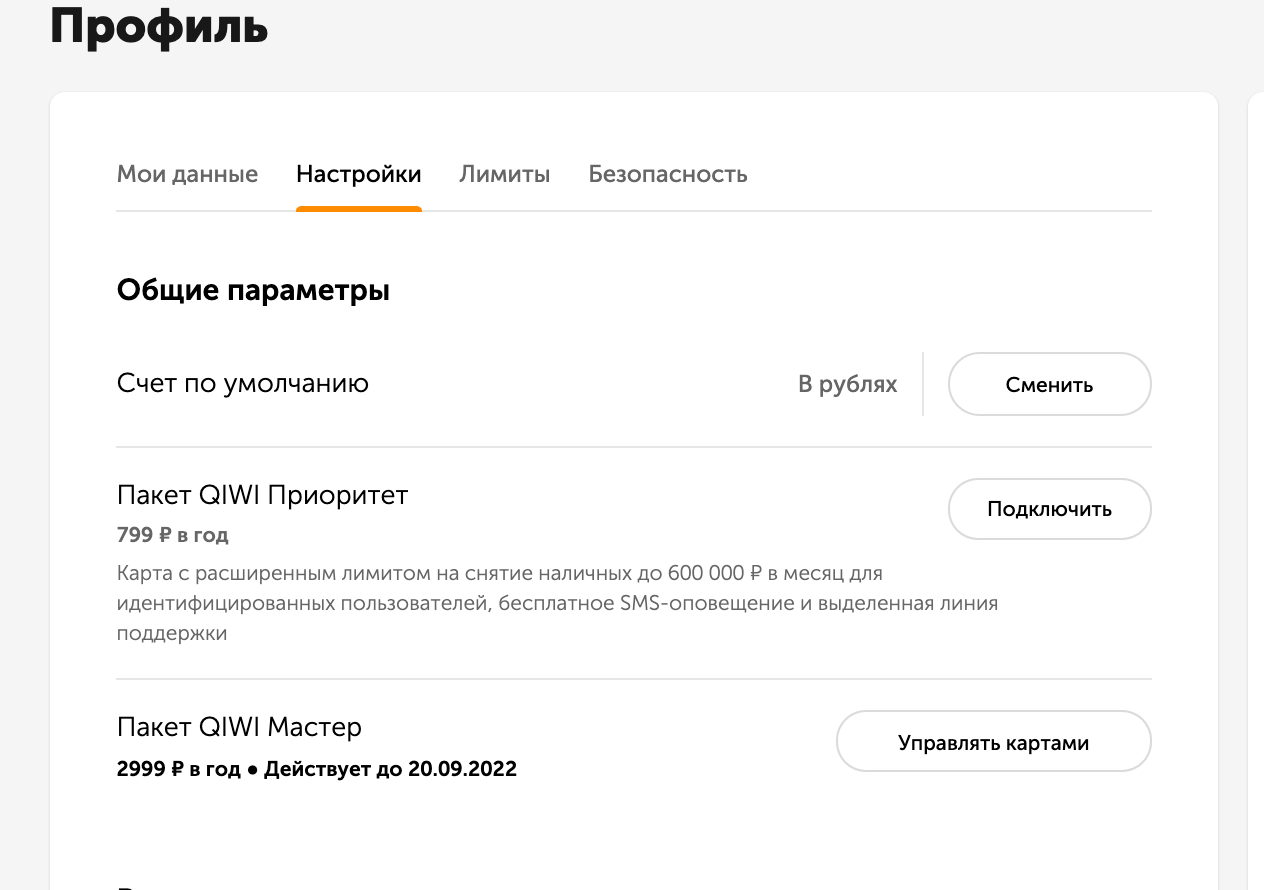 Профиль
Мои данные Настройки Лимиты Безопасность
Общие параметры
Счет по умолчанию В рублях Сменить
Пакет QIWI Приоритет Подключить
799 ₽ в год
Карта с расширенным лимитом на снятие наличных до 600 000 ₽ в месяц для
идентифицированных пользователей, бесплатное SMS-оповещение и выделенная линия
поддержки
Пакет QIWI Мастер Управлять картами
2999 ₽ в год • Действует до 20.09.2022